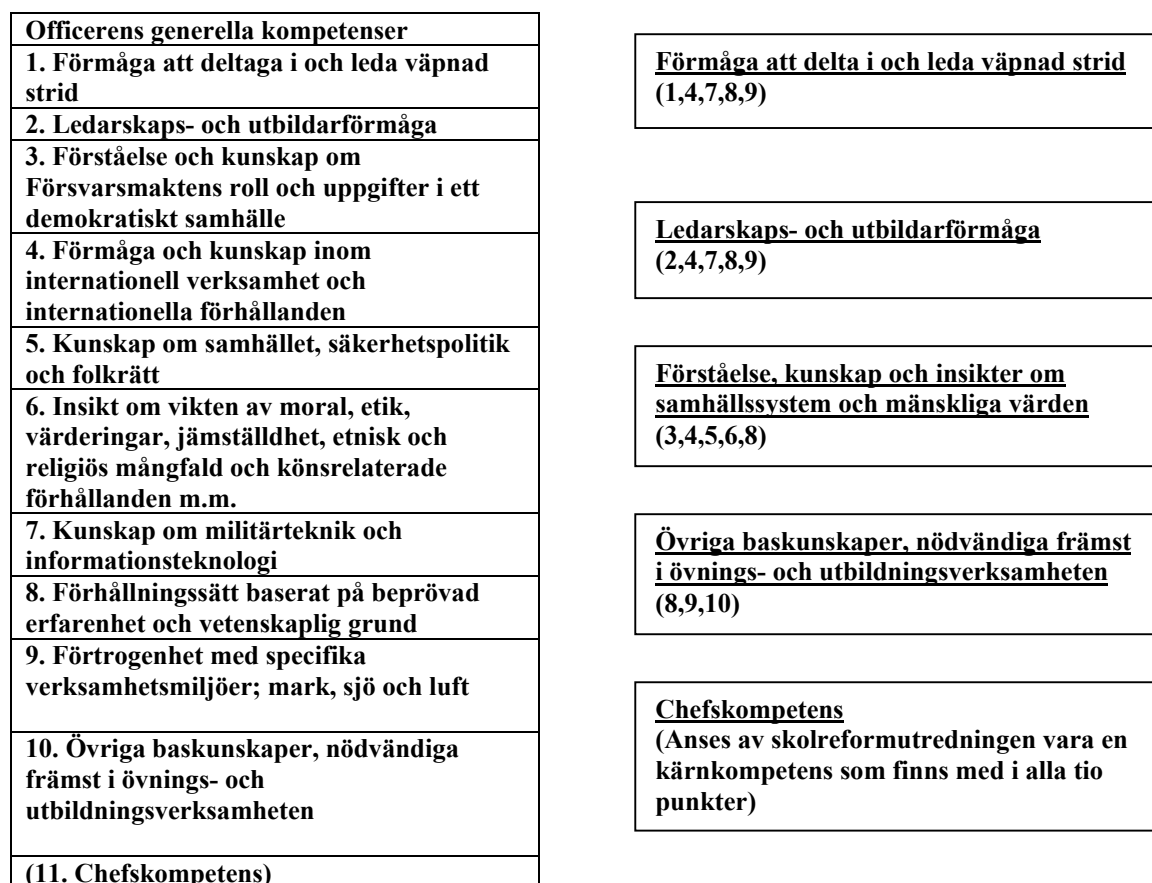 Officerens generella kompetenser
1. Förmåga att deltaga i och leda väpnad
strid
2. Ledarskaps- och utbildarförmåga
3. Förståelse och kunskap om
Försvarsmaktens roll och uppgifter i ett
demokratiskt samhälle
4. Förmåga och kunskap inom
internationell verksamhet och
internationella förhållanden
5. Kunskap om samhället, säkerhetspolitik
och folkrätt
6. Insikt om vikten av moral, etik,
värderingar, jämställdhet, etnisk och
religiös mångfald och könsrelaterade
förhållanden m.m.
7. Kunskap om militärteknik och
informationsteknologi
8. Förhållningssätt baserat på beprövad
erfarenhet och vetenskaplig grund
9. Förtrogenhet med specifika
verksamhetsmiljöer; mark, sjö och luft
10. Övriga baskunskaper, nödvändiga
främst i övnings- och
utbildningsverksamheten
(11. Chefskompetens)
Förmåga att delta i och leda väpnad strid
(1,4,7,8,9)
Ledarskaps- och utbildarförmåga
(2,4,7,8,9)
Förståelse, kunskap och insikter om
samhällssystem och mänskliga värden
(3,4,5,6,8)
Övriga baskunskaper, nödvändiga främst
i övnings- och utbildningsverksamheten
(8,9,10)
Chefskompetens
(Anses av skolreformutredningen vara en
kärnkompetens som finns med i alla tio
punkter)